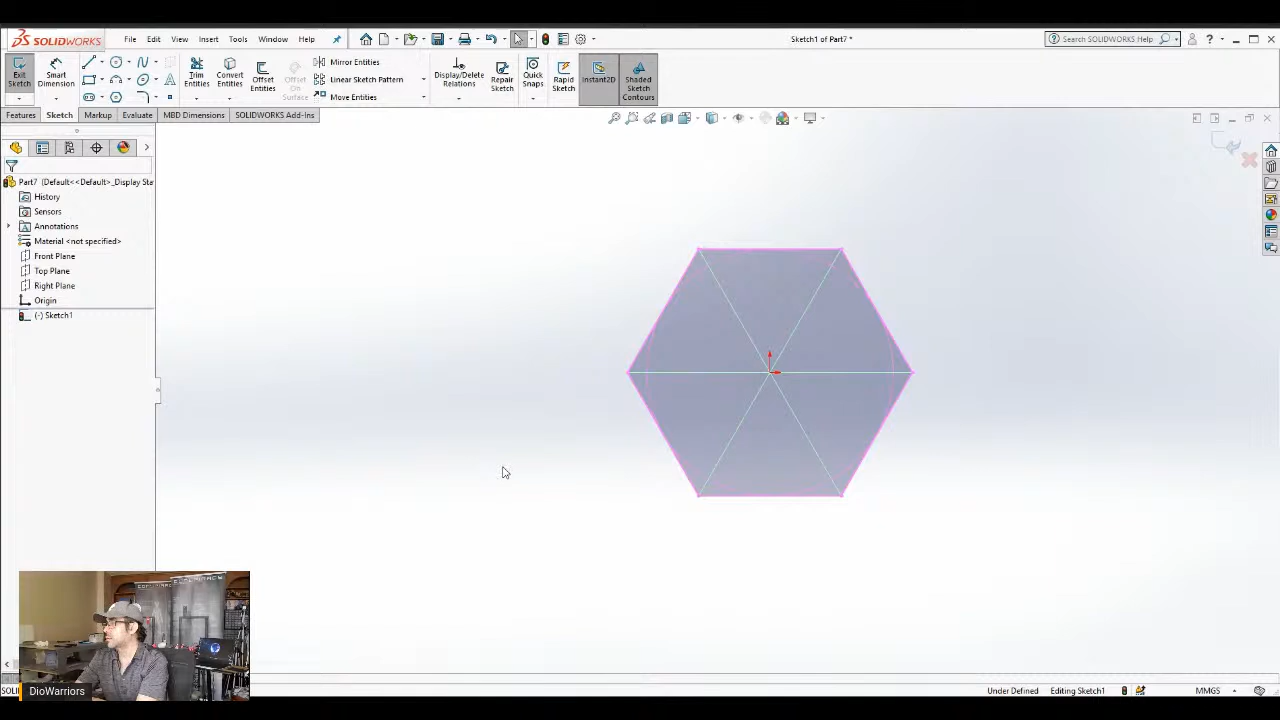 SOLIDWORKS File Edit View Insert Tools Window Help Sketch1 of Part7 * Search SOLIDWORKS Help
Exit Sketch
Smart Dimension
Trim Entities
Convert Entities
Offset Entities
Offset On Surface
Mirror Entities
Linear Sketch Pattern
Move Entities
Display/Delete Relations
Repair Sketch
Quick Snaps
Rapid Sketch
Instant2D
Shaded Sketch Contours
Features Sketch Markup Evaluate MBD Dimensions SOLIDWORKS Add-Ins
Part7 (Default<<Default>_Display Sta
History
Sensors
Annotations
Material <not specified>
Front Plane
Top Plane
Right Plane
Origin
(-) Sketch1
DioWarriors
Under Defined Editing Sketch1 MMGS